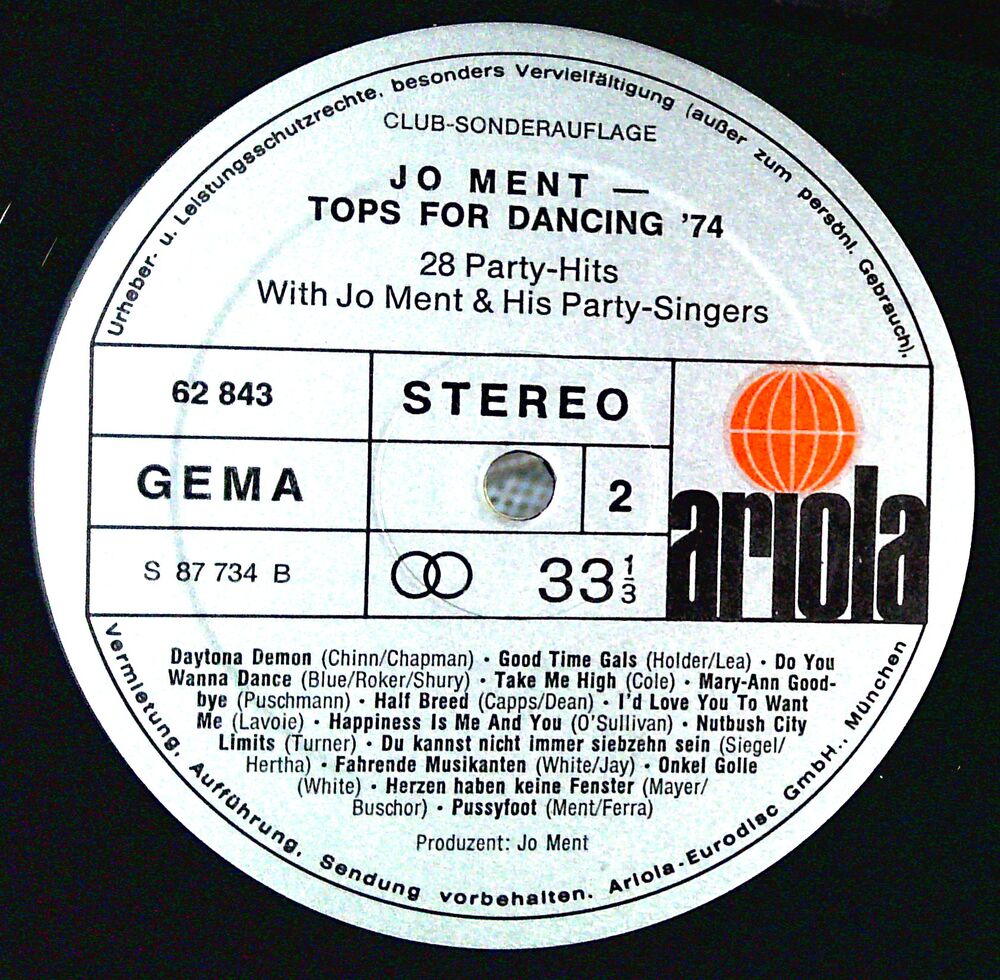 Urheber- u. Leistungsschutzrechte, besonders Vervielfältigung (außer zum persönl. Gebrauch),
CLUB-SONDERAUFLAGE
JO MENT —
TOPS FOR DANCING '74
28 Party-Hits
With Jo Ment & His Party-Singers
62 843
STEREO
GEMA
2
ariola
S 87 734 B
33 1/3
Daytona Demon (Chinn/Chapman) · Good Time Gals (Holder/Lea) · Do You
Wanna Dance (Blue/Roker/Shury) · Take Me High (Cole) · Mary-Ann Good-
bye (Puschmann) · Half Breed (Capps/Dean) · I'd Love You To Want
Me (Lavoie) · Happiness Is Me And You (O'Sullivan) · Nutbush City
Limits (Turner) · Du kannst nicht immer siebzehn sein (Siegel/
Hertha) · Fahrende Musikanten (White/Jay) · Onkel Golle
(White) · Herzen haben keine Fenster (Mayer/
Buschor) · Pussyfoot (Ment/Ferra)
Produzent: Jo Ment
Vermietung, Aufführung, Sendung vorbehalten. Ariola-Eurodisc GmbH., München